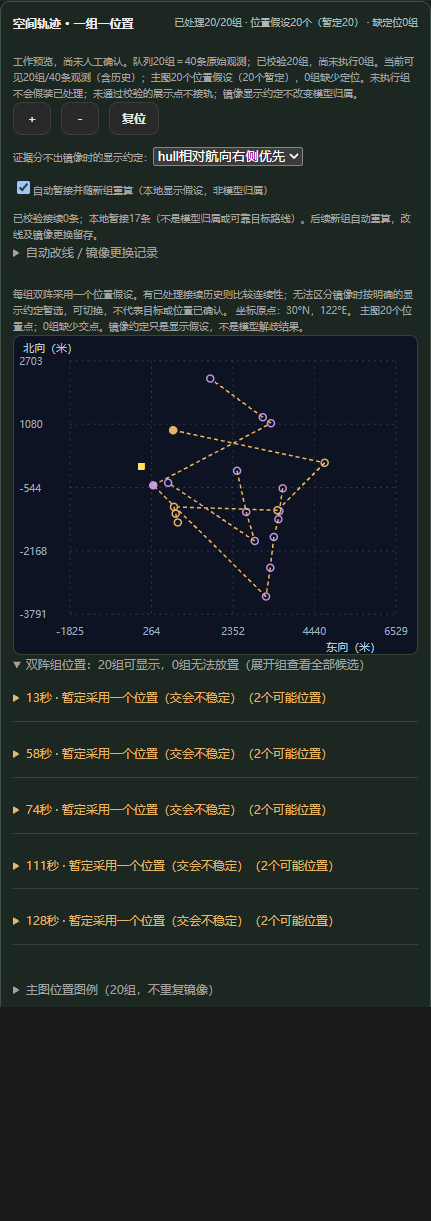 空间轨迹·一组一位置
已处理20/20组 · 位置假设20个（暂定20） · 缺定位0组
工作预览，尚未人工确认。队列20组＝40条原始观测；已校验20组，尚未执行0组。当前可
见20组/40条观测（含历史）；主图20个位置假设（20个暂定），0组缺少定位。未执行组
不会假装已处理；未通过校验的展示点不接轨；镜像显示约定不改变模型归属。
+
-
复位
证据分不出镜像时的显示约定：
hull相对航向右侧优先
自动暂接并随新组重算（本地显示假设，非模型归属）
已校验接续0条；本地暂接17条（不是模型归属或可靠目标路线）。后续新组自动重算，改
线及镜像更换留存。
▶ 自动改线 / 镜像更换记录
每组双阵采用一个位置假设。有已处理接续历史则比较连续性；无法区分镜像时按明确的显
示约定暂选，可切换，不代表目标或位置已确认。 坐标原点：30°N，122°E。 主图20个位
置点；0组缺少交点。镜像约定只是显示假设，不是模型解歧结果。
北向（米）
2703
1080
-544
-2168
-3791
-1825
264
2352
4440
6529
东向（米）
▼ 双阵组位置：20组可显示，0组无法放置（展开组查看全部候选）
▶ 13秒 · 暂定采用一个位置（交会不稳定）（2个可能位置）
▶ 58秒 · 暂定采用一个位置（交会不稳定）（2个可能位置）
▶ 74秒 · 暂定采用一个位置（交会不稳定）（2个可能位置）
▶ 111秒 · 暂定采用一个位置（交会不稳定）（2个可能位置）
▶ 128秒 · 暂定采用一个位置（交会不稳定）（2个可能位置）
▶ 主图位置图例（20组，不重复镜像）